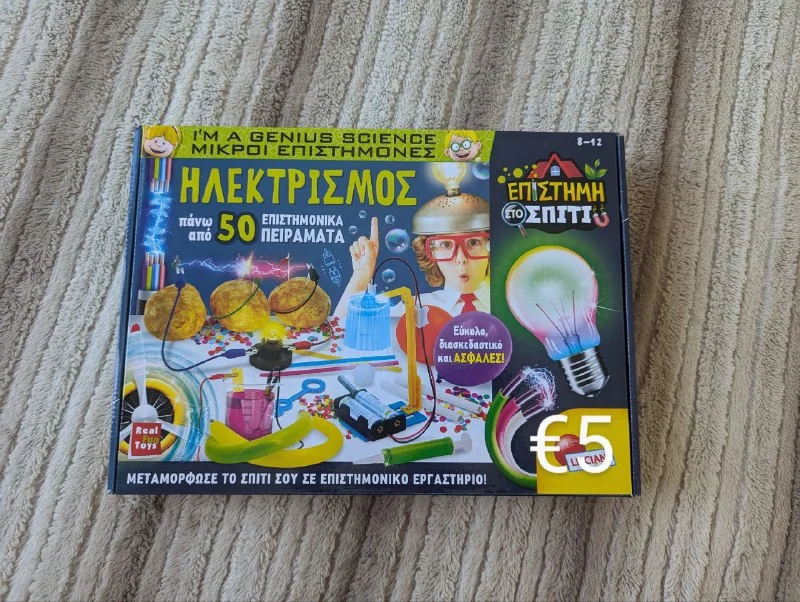 I'M A GENIUS SCIENCE
ΜΙΚΡΟΙ ΕΠΙΣΤΗΜΟΝΕΣ
8-12
ΗΛΕΚΤΡΙΣΜΟΣ
πάνω
από 50 ΕΠΙΣΤΗΜΟΝΙΚΑ
ΠΕΙΡΑΜΑΤΑ
ΕΠΙΣΤΗΜΗ
ΣΤΟ ΣΠΙΤΙ
Εύκολο,
διασκεδαστικό
και ΑΣΦΑΛΕΣ!
Real
Fun
Toys
€5
ΜΕΤΑΜΟΡΦΩΣΕ ΤΟ ΣΠΙΤΙ ΣΟΥ ΣΕ ΕΠΙΣΤΗΜΟΝΙΚΟ ΕΡΓΑΣΤΗΡΙΟ!